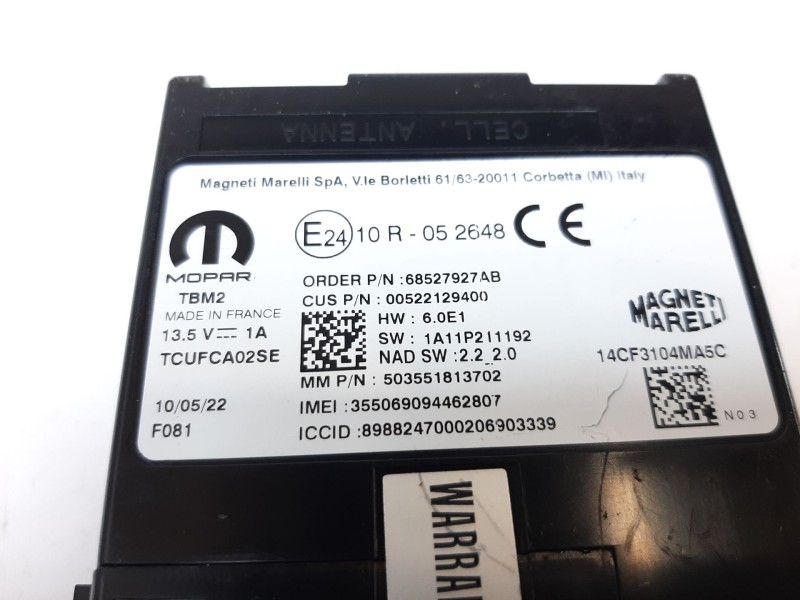 CELL. ANTENNA
Magneti Marelli SpA, V.le Borletti 61/63-20011 Corbetta (MI) Italy
MOPAR
E24 10 R - 05 2648 CE
TBM2
MADE IN FRANCE
13.5 V 1A
TCUFCA02SE
10/05/22
F081
ORDER P/N :68527927AB
CUS P/N : 00522129400
HW : 6.0E1
SW : 1A11P2I1192
NAD SW :2.2_2.0
MM P/N : 503551813702
IMEI :355069094462807
ICCID :8988247000206903339
MAGNETI
MARELLI
14CF3104MA5C
N03
WARRAN